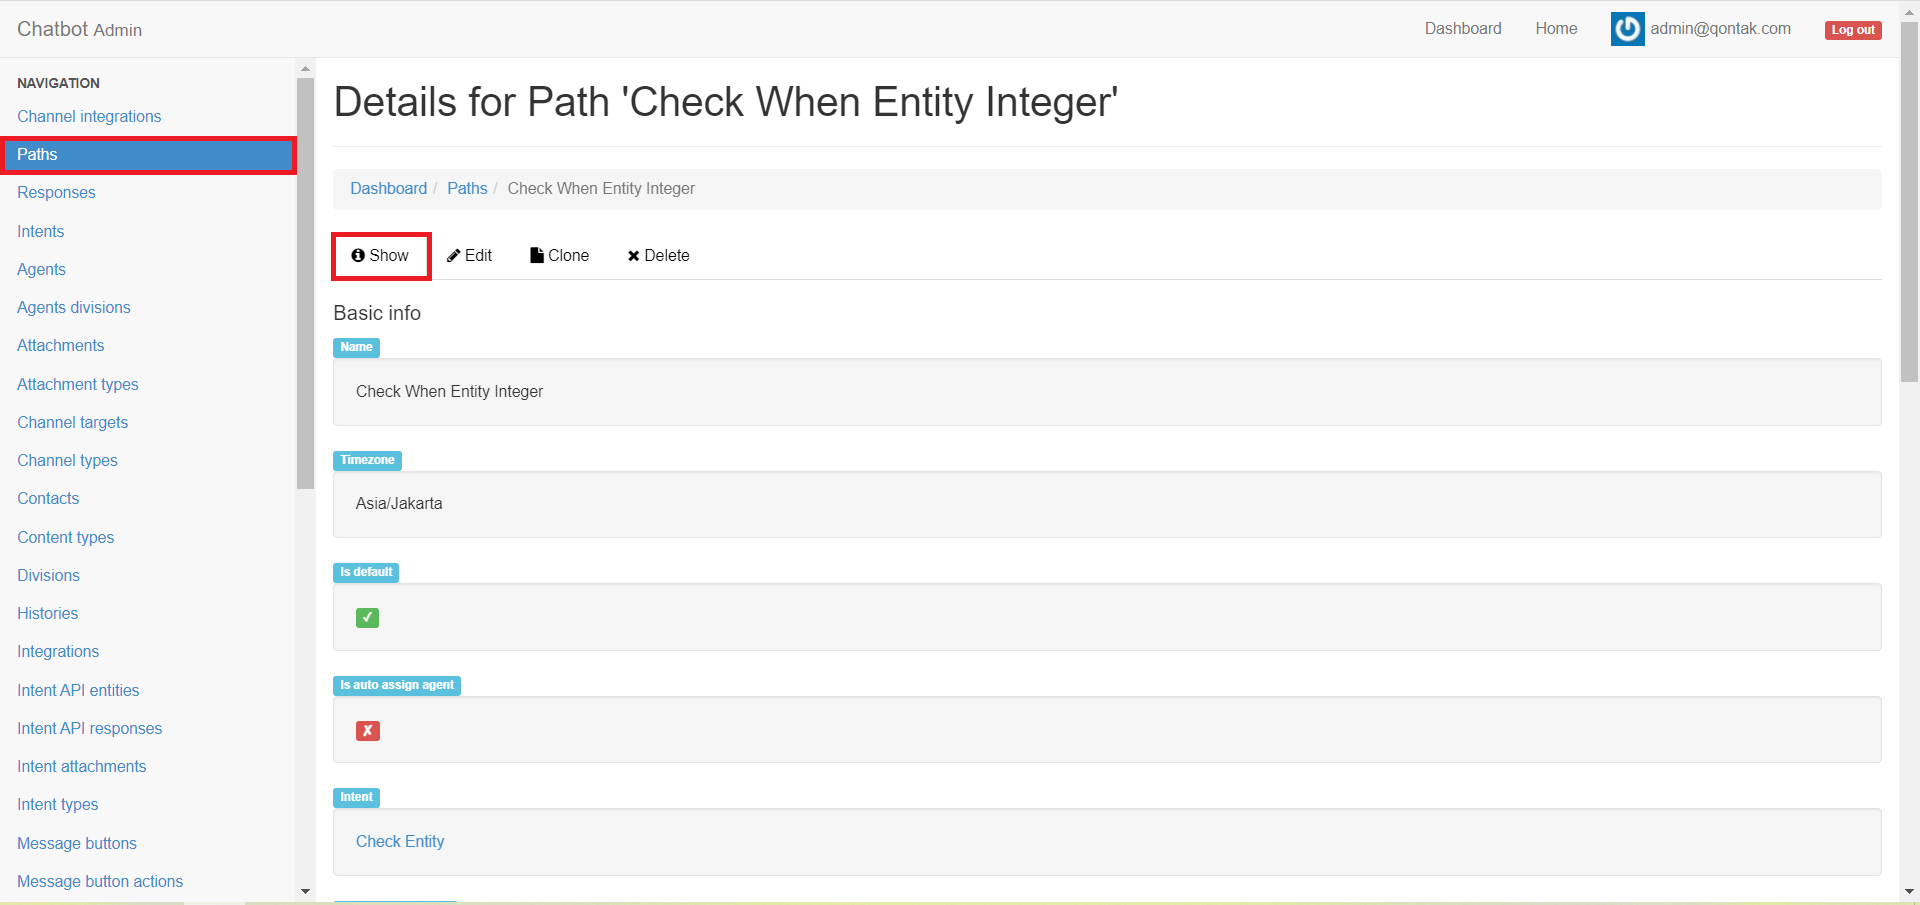 Chatbot Admin
Dashboard
Home
admin@qontak.com
Log out
NAVIGATION
Channel integrations
Paths
Responses
Intents
Agents
Agents divisions
Attachments
Attachment types
Channel targets
Channel types
Contacts
Content types
Divisions
Histories
Integrations
Intent API entities
Intent API responses
Intent attachments
Intent types
Message buttons
Message button actions
Details for Path 'Check When Entity Integer'
Dashboard / Paths / Check When Entity Integer
Show Edit Clone Delete
Basic info
Name
Check When Entity Integer
Timezone
Asia/Jakarta
Is default
✓
Is auto assign agent
✗
Intent
Check Entity